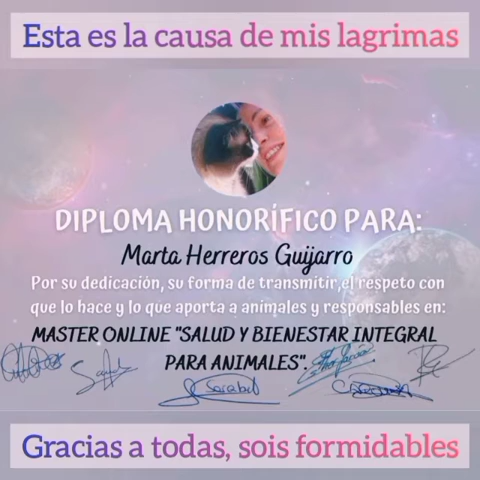 Esta es la causa de mis lagrimas
DIPLOMA HONORÍFICO PARA:
Marta Herreros Guijarro
Por su dedicación, su forma de transmitir,el respeto con
que lo hace y lo que aporta a animales y responsables en:
MASTER ONLINE "SALUD Y BIENESTAR INTEGRAL
PARA ANIMALES".
Gracias a todas, sois formidables